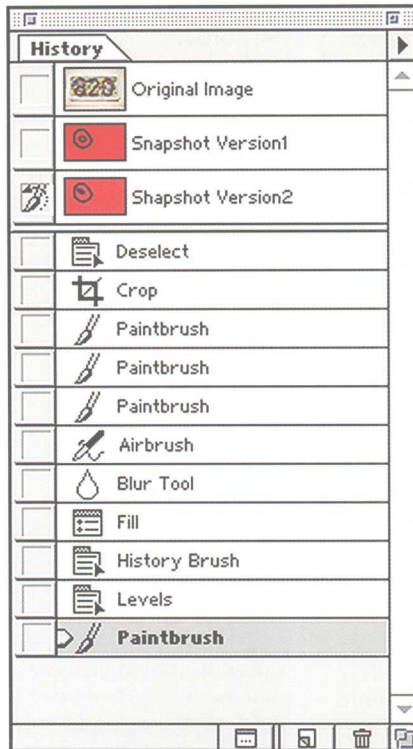 History
Original Image
Snapshot Version1
Shapshot Version2
Deselect
Crop
Paintbrush
Paintbrush
Paintbrush
Airbrush
Blur Tool
Fill
History Brush
Levels
Paintbrush